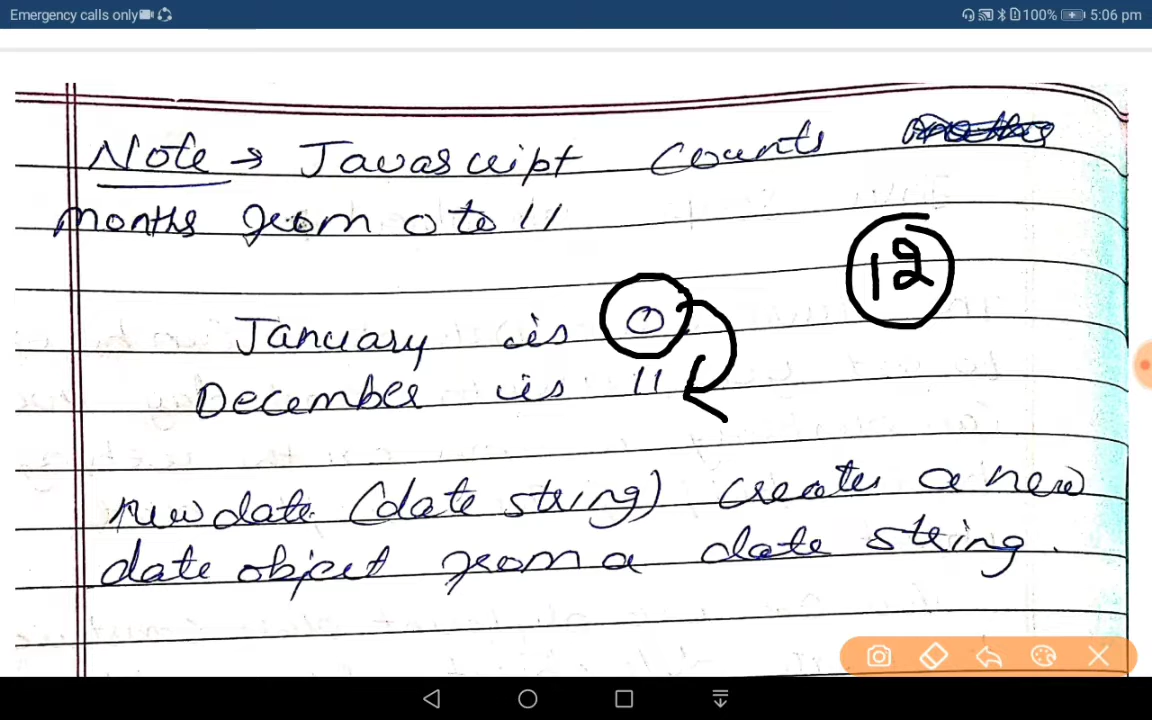 Emergency calls only 100% 5:06 pm
Note → Javascript Counts
months from 0 to 11
12
January is 0
December is 11
new date (date string) creates a new
date object from a date string.